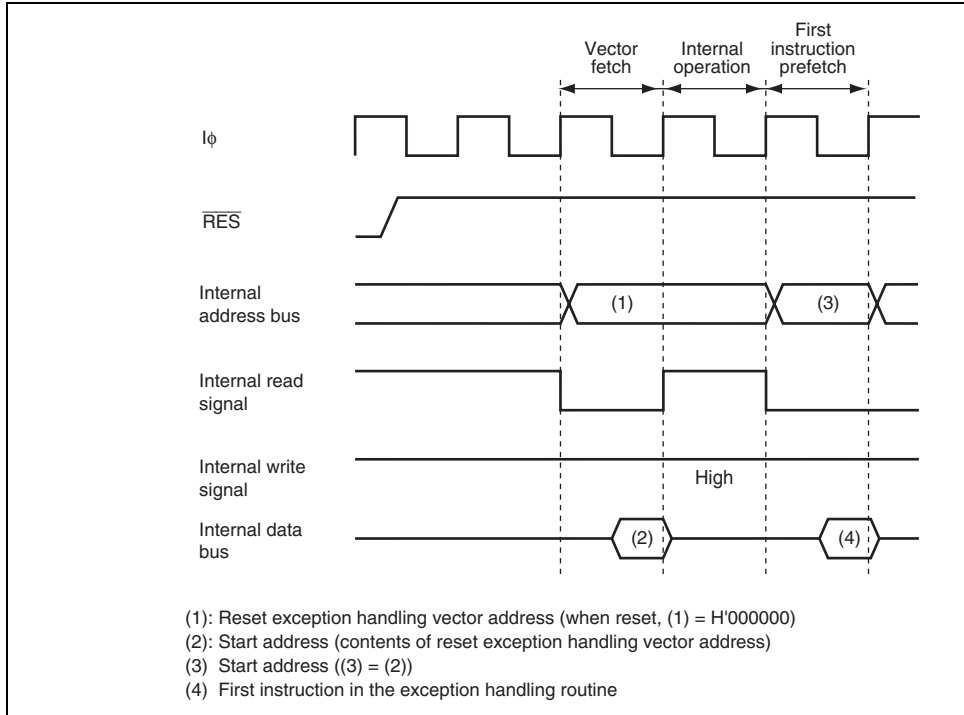 Vector
fetch
Internal
operation
First
instruction
prefetch
Iϕ
RES
Internal
address bus
(1)
(3)
Internal read
signal
Internal write
signal
High
Internal data
bus
(2)
(4)
(1): Reset exception handling vector address (when reset, (1) = H'000000)
(2): Start address (contents of reset exception handling vector address)
(3) Start address ((3) = (2))
(4) First instruction in the exception handling routine